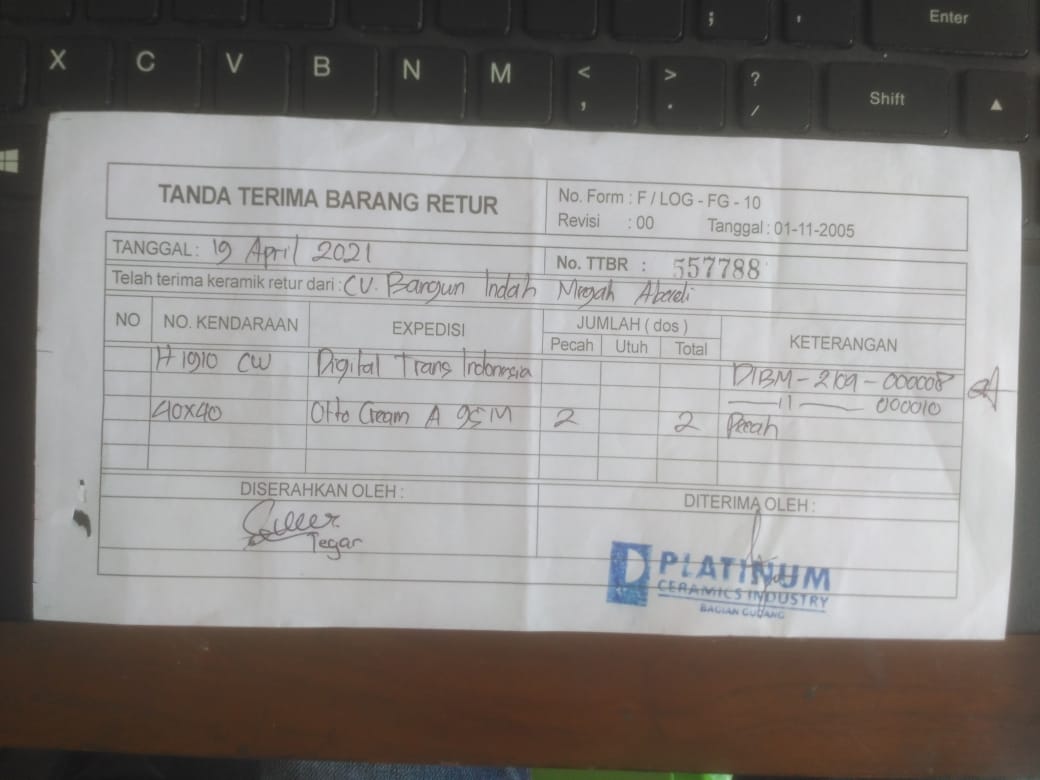 ; '
Enter
X C V B N M < , > . ? / Shift ▲
TANDA TERIMA BARANG RETUR
No. Form : F / LOG - FG - 10
Revisi : 00 Tanggal : 01-11-2005
TANGGAL : 19 April 2021
No. TTBR : 557788
Telah terima keramik retur dari : CV. Bangun Indah Megah Abadi
NO NO. KENDARAAN EXPEDISI JUMLAH ( dos ) KETERANGAN
Pecah Utuh Total
H 1910 CW Digital Trans Indonesia DTBM - 2109 - 000008
—— 11 —— 000010
40x40 Otto Cream A 95M 2 2 Pecah
DISERAHKAN OLEH : DITERIMA OLEH :
Tegar
PLATINUM
CERAMICS INDUSTRY
BAGIAN GUDANG